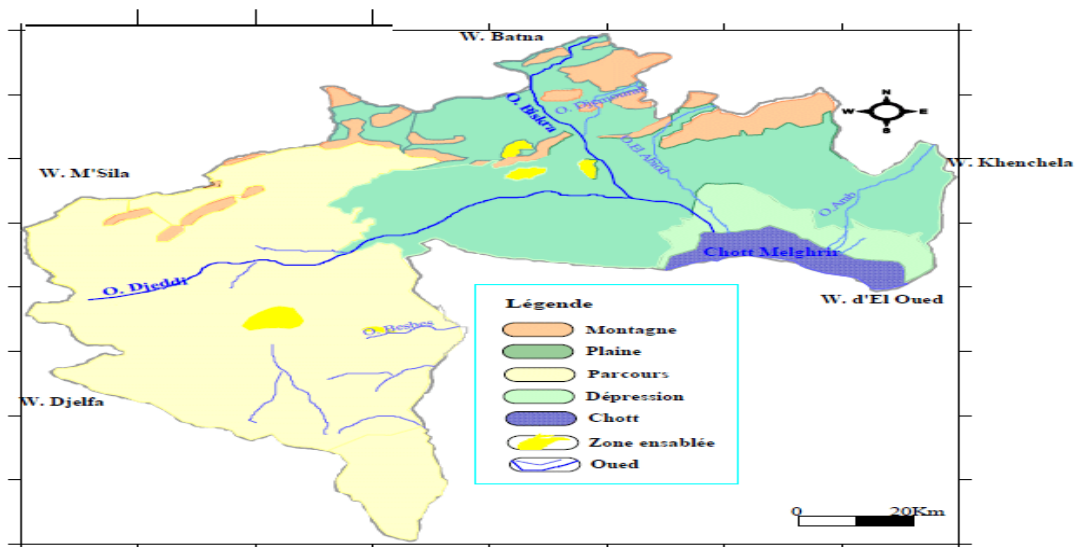 W. Batna
O. Biskra
O. Djemourah
N
W E
S
O.El Abiod
W. Khenchela
W. M'Sila
O. Arab
Chott Melghrir
O. Djeddi
W. d'El Oued
O. Besbes
W. Djelfa
Légende
Montagne
Plaine
Parcours
Dépression
Chott
Zone ensablée
Oued
0 20Km